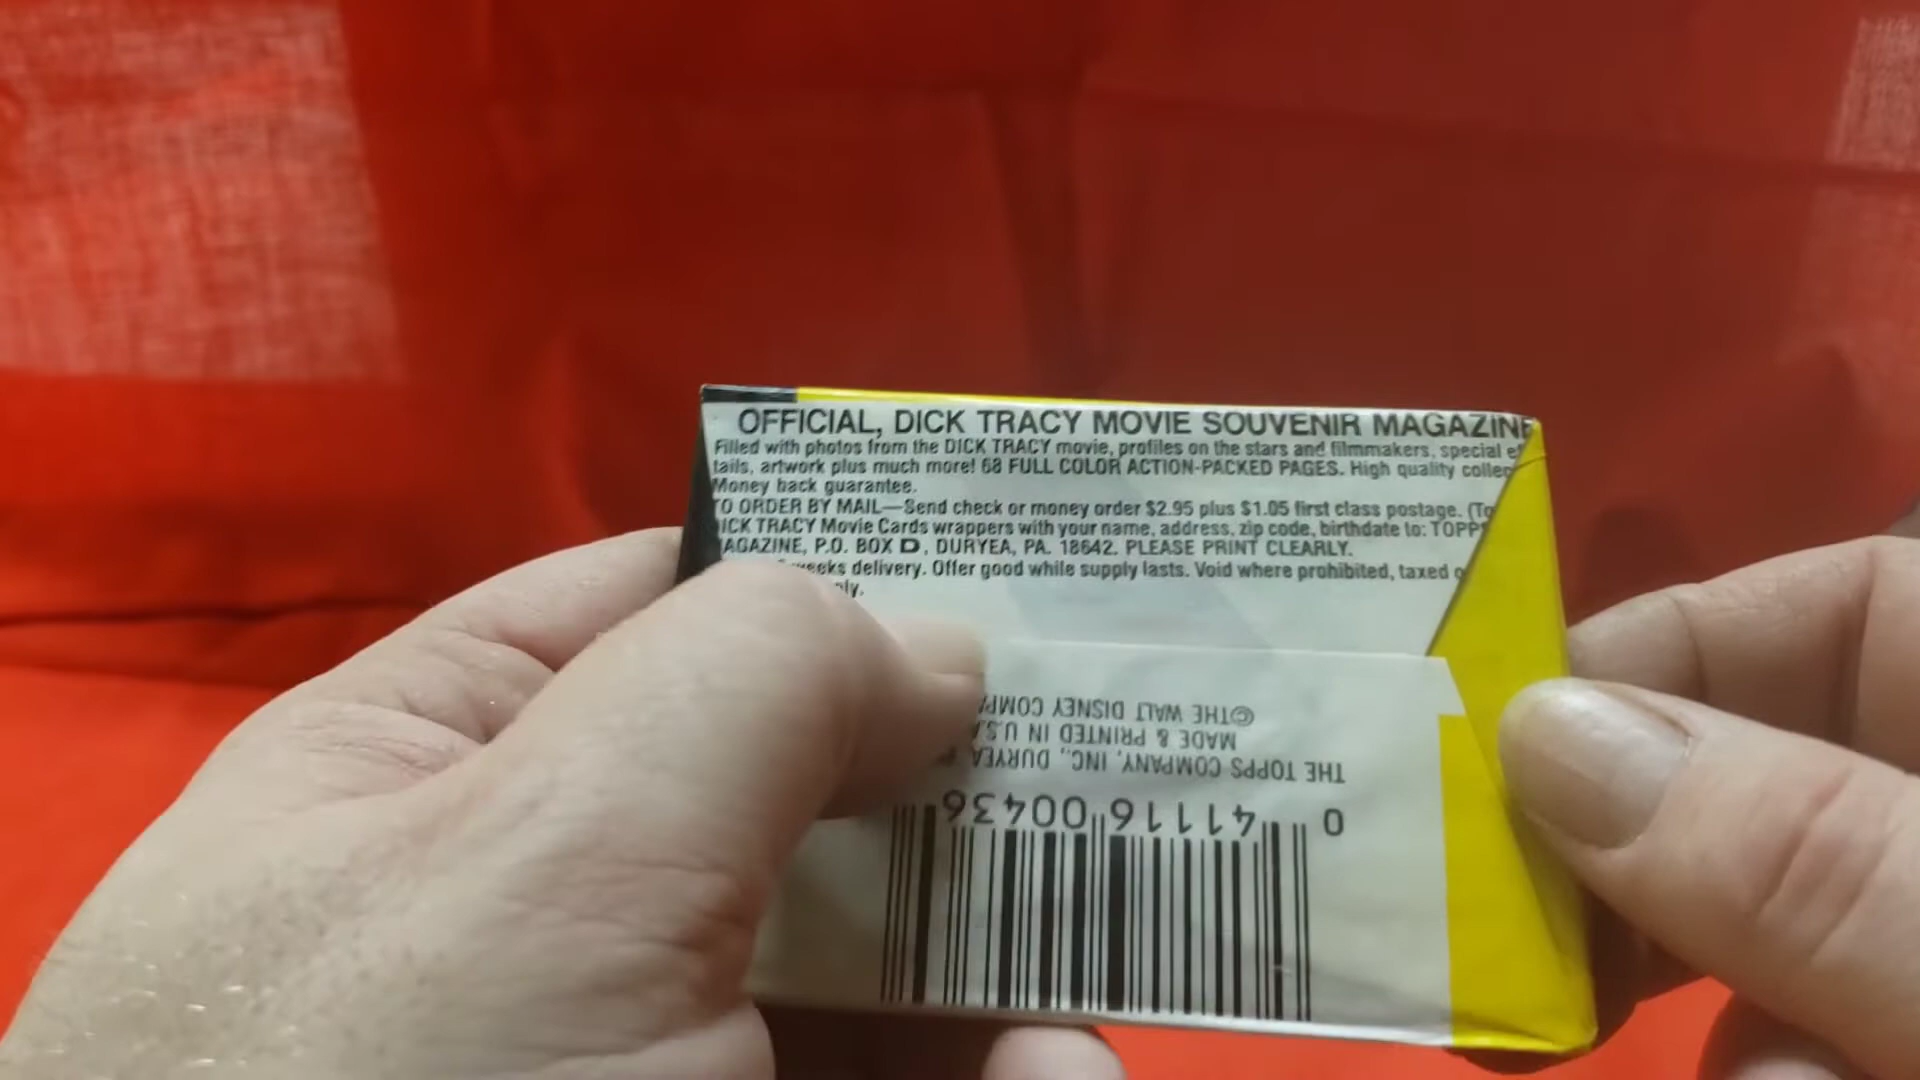 OFFICIAL, DICK TRACY MOVIE SOUVENIR MAGAZINE
Filled with photos from the DICK TRACY movie, profiles on the stars and filmmakers, special
tails, artwork plus much more! 68 FULL COLOR ACTION-PACKED PAGES. High quality
Money back guarantee.
TO ORDER BY MAIL—Send check or money order $2.95 plus $1.05 first class postage.
DICK TRACY Movie Cards wrappers with your name, address, zip code, birthdate to: TOPPS
MAGAZINE, P.O. BOX D, DURYEA, PA. 18642. PLEASE PRINT CLEARLY.
weeks delivery. Offer good while supply lasts. Void where prohibited, taxed
©THE WALT DISNEY
MADE & PRINTED IN U.S.A
THE TOPPS COMPANY, INC., DURYEA
0 41116 00436